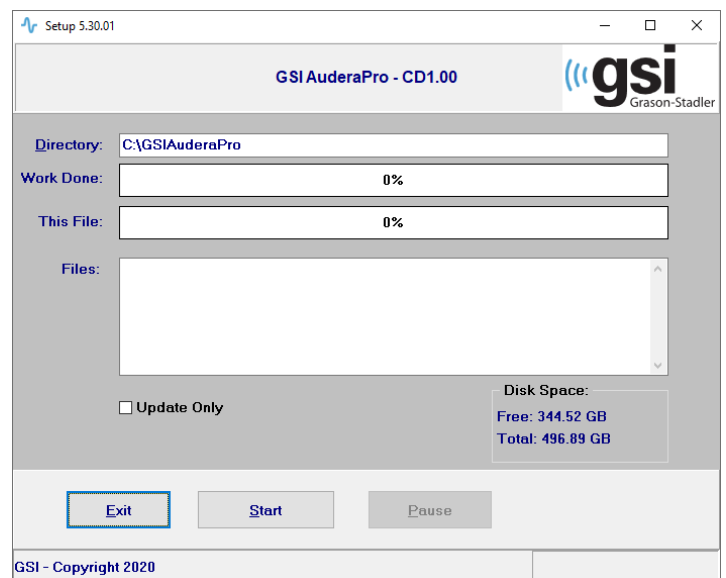 Setup 5.30.01
GSI AuderaPro - CD1.00
gsi
Grason-Stadler
Directory: C:\GSIAuderaPro
Work Done: 0%
This File: 0%
Files:
Update Only
Disk Space:
Free: 344.52 GB
Total: 496.89 GB
Exit Start Pause
GSI - Copyright 2020